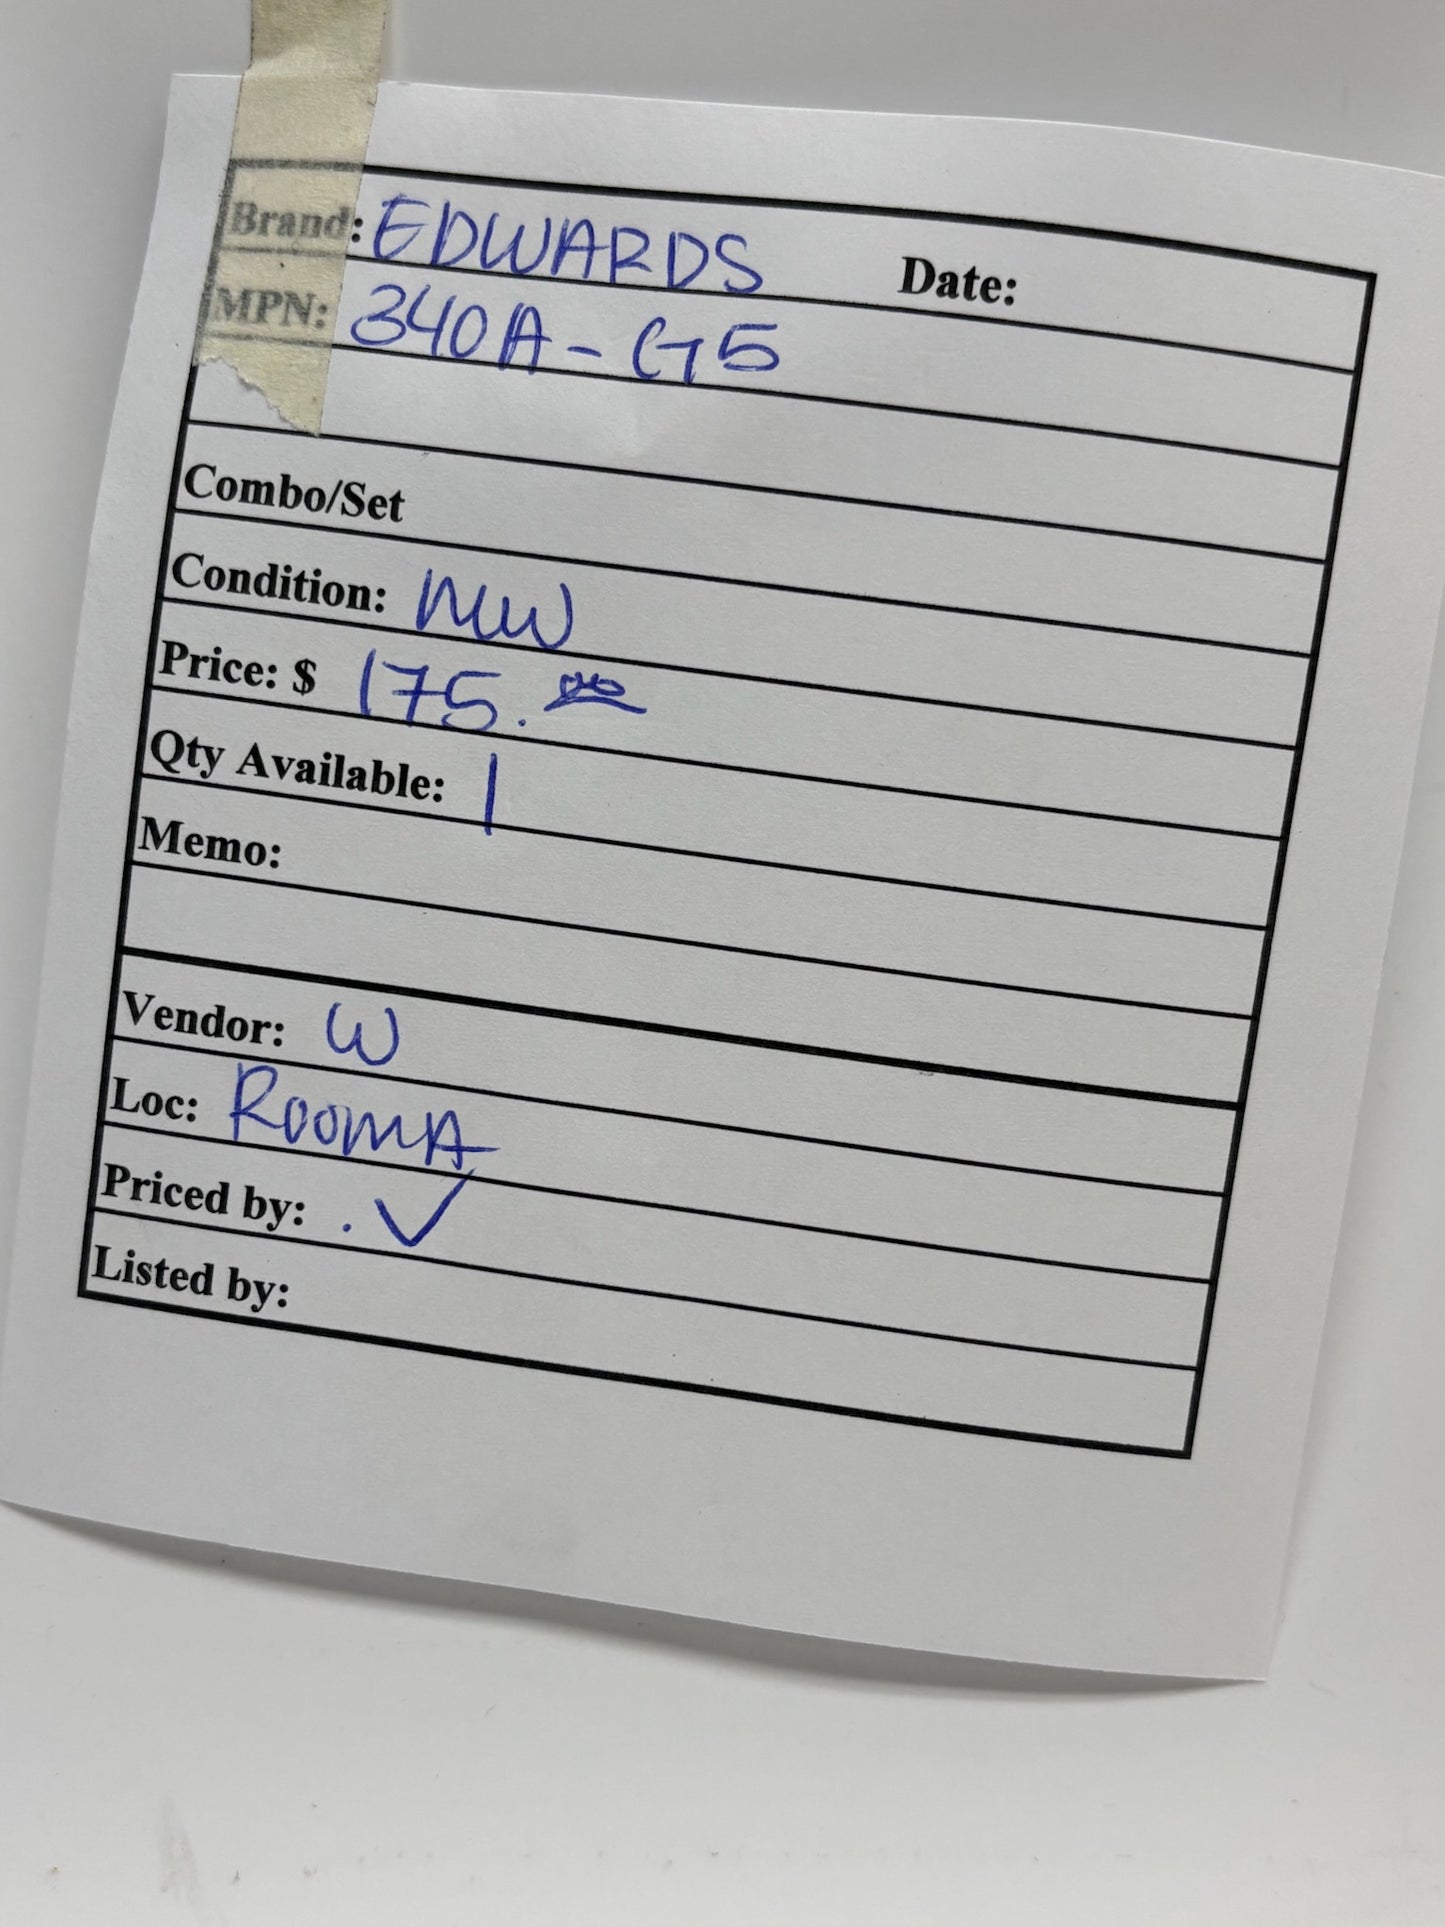 Brand: EDWARDS Date:
MPN: 340A-G5
Combo/Set
Condition: new
Price: $ 175.00
Qty Available: 1
Memo:
Vendor: W
Loc: ROOMA
Priced by: . ✓
Listed by: